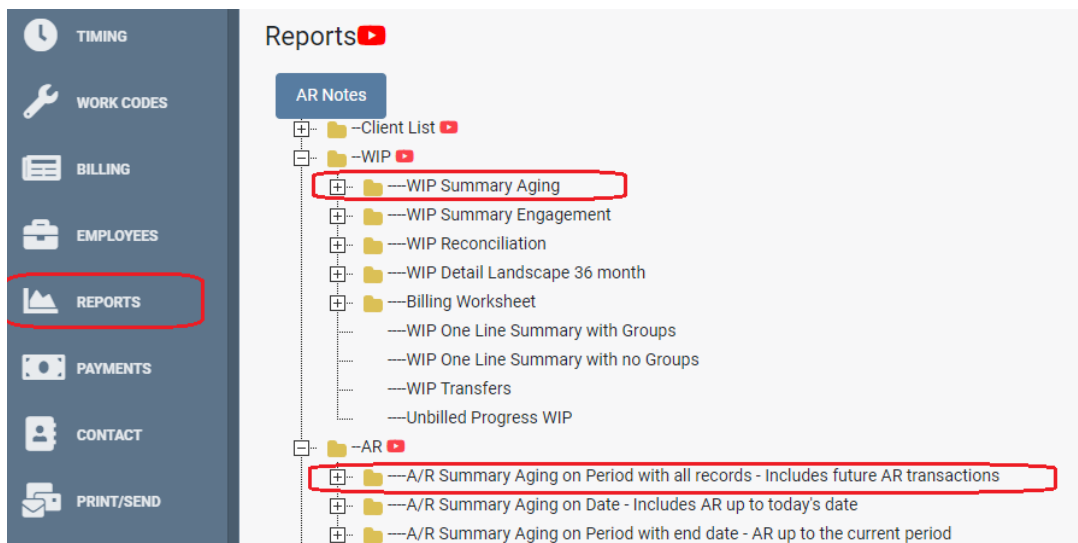 TIMING
WORK CODES
BILLING
EMPLOYEES
REPORTS
PAYMENTS
CONTACT
PRINT/SEND
Reports
AR Notes
--Client List
--WIP
----WIP Summary Aging
----WIP Summary Engagement
----WIP Reconciliation
----WIP Detail Landscape 36 month
----Billing Worksheet
----WIP One Line Summary with Groups
----WIP One Line Summary with no Groups
----WIP Transfers
----Unbilled Progress WIP
--AR
----A/R Summary Aging on Period with all records - Includes future AR transactions
----A/R Summary Aging on Date - Includes AR up to today's date
----A/R Summary Aging on Period with end date - AR up to the current period